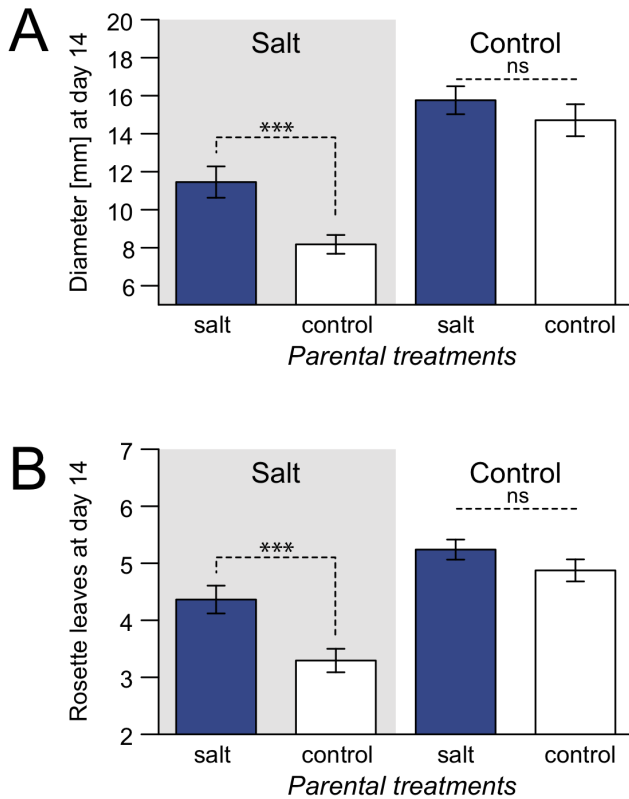 A
Diameter [mm] at day 14
20
18
16
14
12
10
8
6
Salt
Control
***
ns
salt
control
salt
control
Parental treatments
B
Rosette leaves at day 14
7
6
5
4
3
2
Salt
Control
***
ns
salt
control
salt
control
Parental treatments